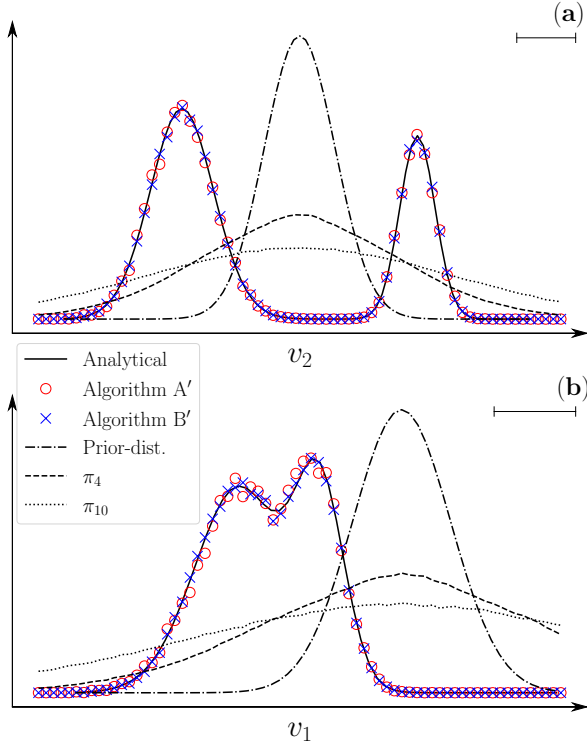 (a)
v₂
Analytical
Algorithm A′
Algorithm B′
Prior-dist.
π₄
π₁₀
(b)
v₁